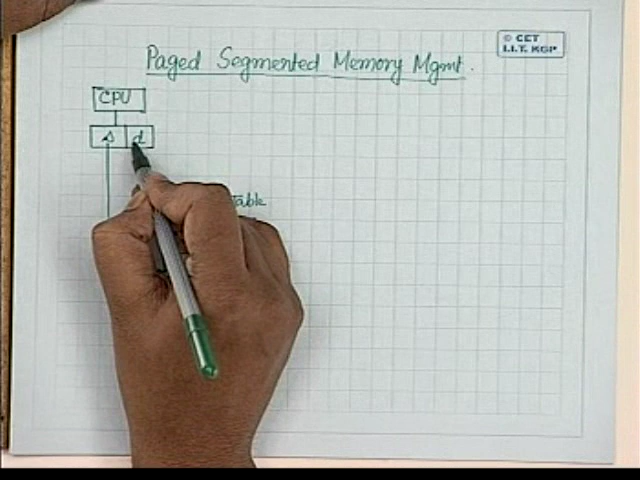 © CET
I.I.T. KGP
Paged Segmented Memory Mgmt.
CPU
s d
Table